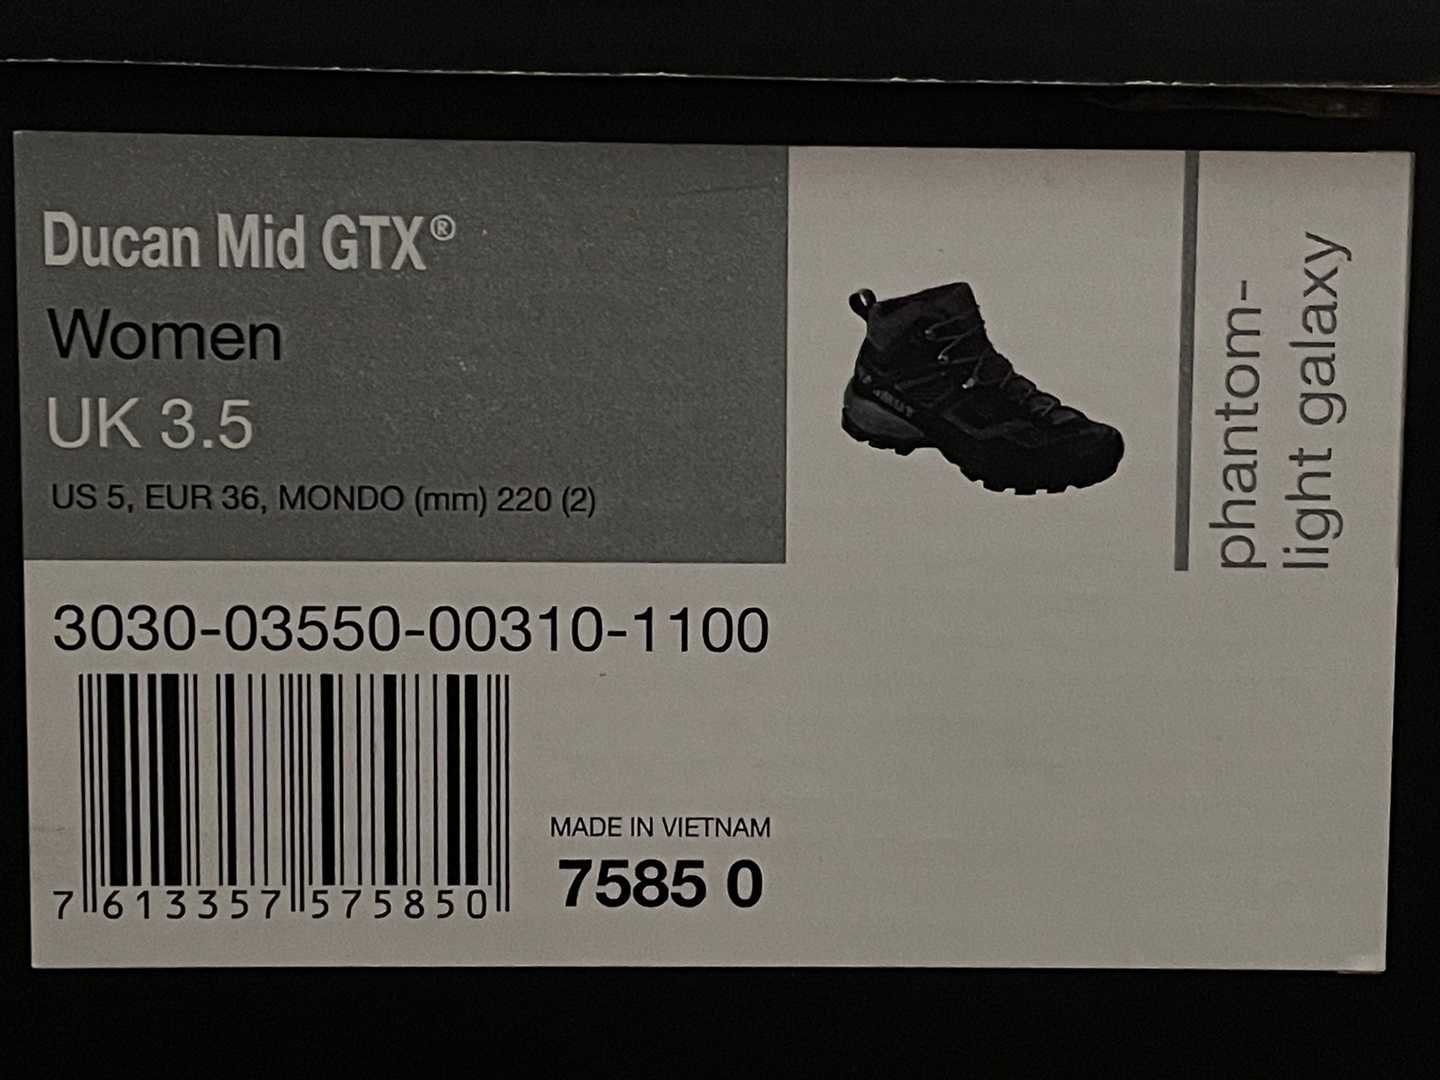 Ducan Mid GTX®
Women
UK 3.5
US 5, EUR 36, MONDO (mm) 220 (2)
phantom-
light galaxy
3030-03550-00310-1100
7 613357 575850
MADE IN VIETNAM
7585 0